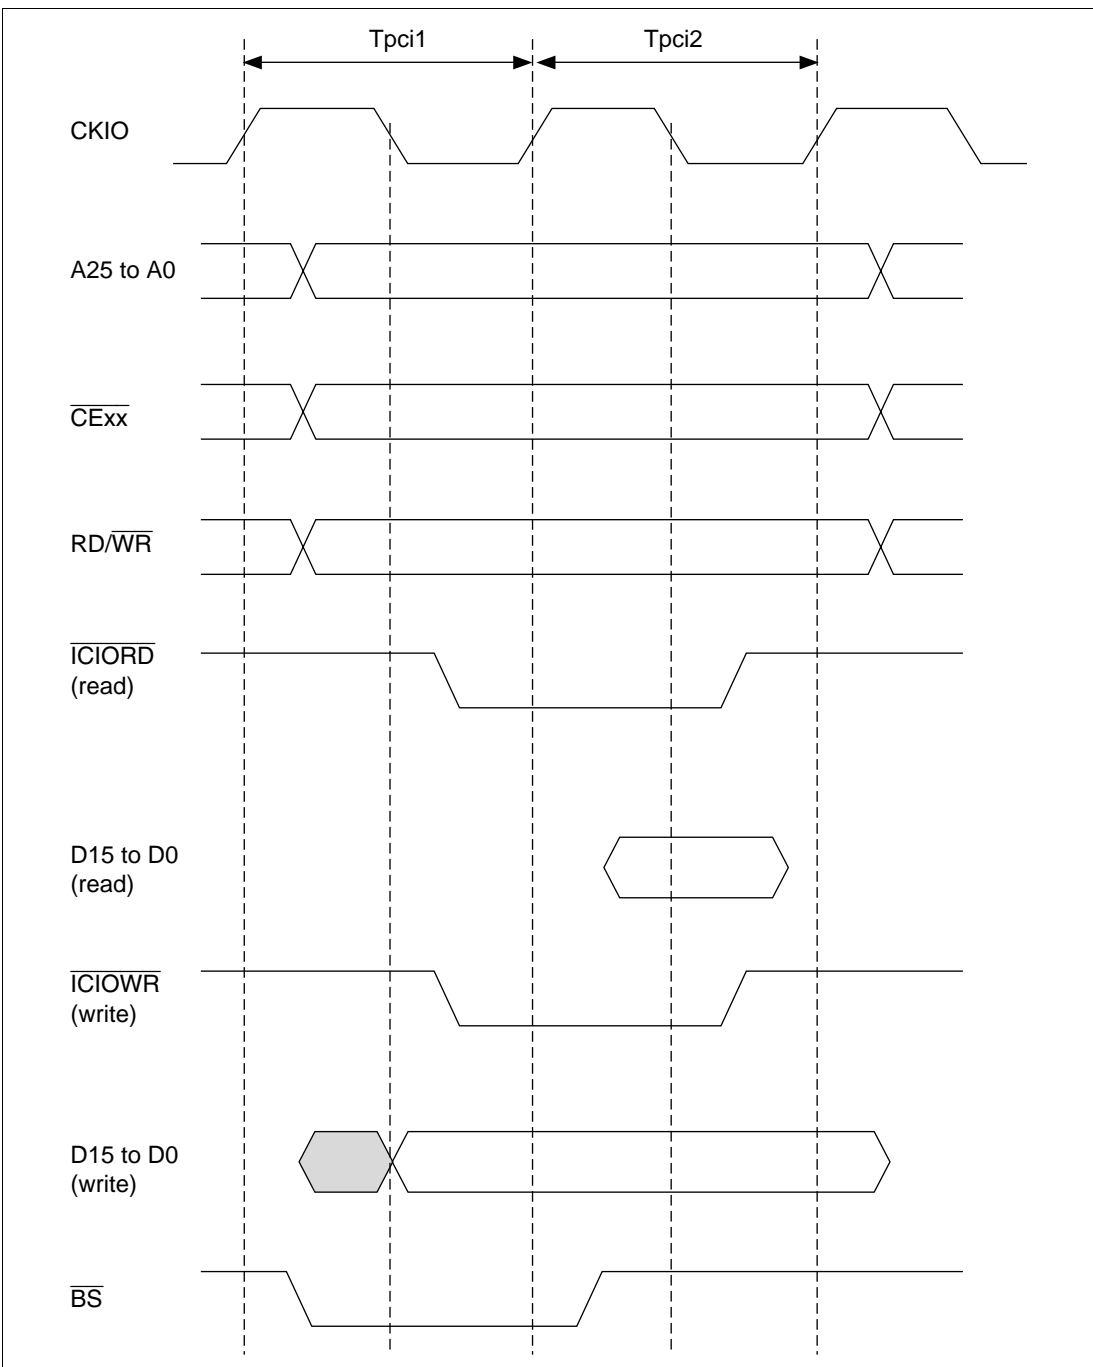 Tpci1 Tpci2
CKIO
A25 to A0
CExx
RD/WR
ICIORD
(read)
D15 to D0
(read)
ICIOWR
(write)
D15 to D0
(write)
BS